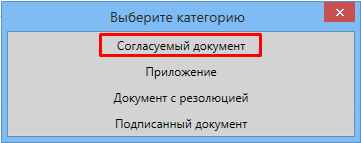 Выберите категорию
Согласуемый документ
Приложение
Документ с резолюцией
Подписанный документ